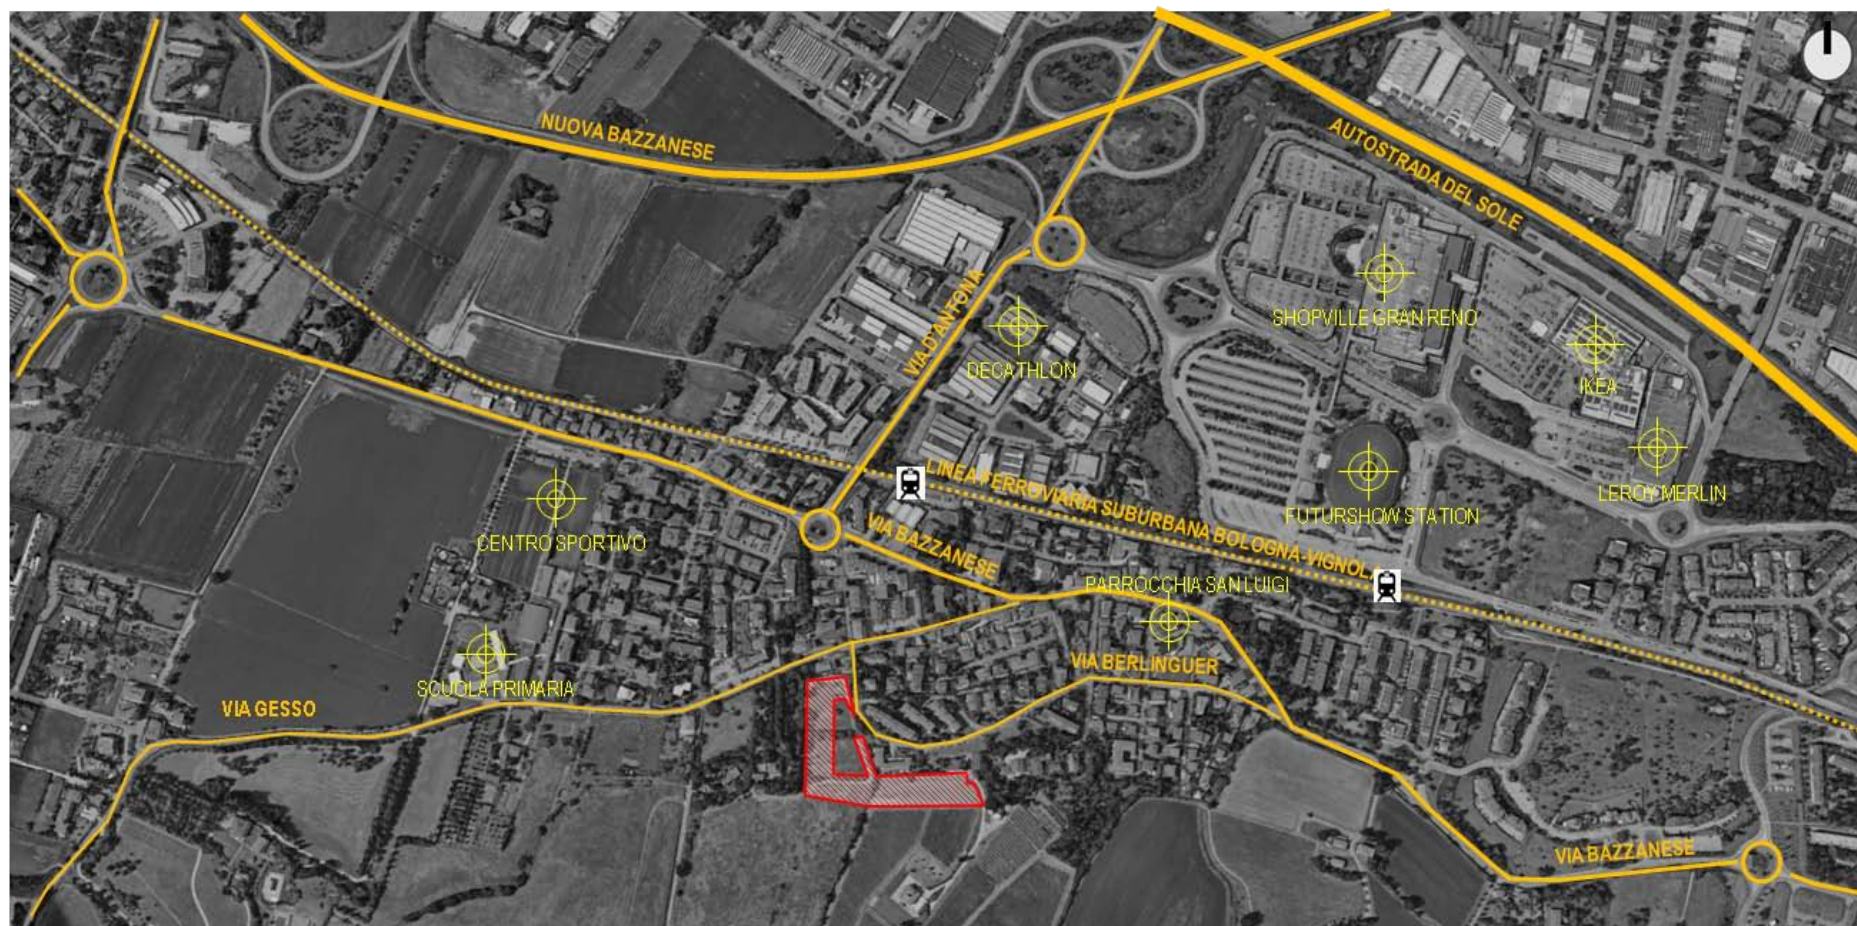 NUOVA BAZZANESE
AUTOSTRADA DEL SOLE
VIA D'ANTONA
SHOPVILLE GRAN RENO
DECATHLON
IKEA
LINEA FERROVIARIA SUBURBANA BOLOGNA-VIGNOLA
LEROY MERLIN
FUTURSHOW STATION
CENTRO SPORTIVO
VIA BAZZANESE
PARROCCHIA SAN LUIGI
VIA BERLINGUER
SCUOLA PRIMARIA
VIA GESSO
VIA BAZZANESE